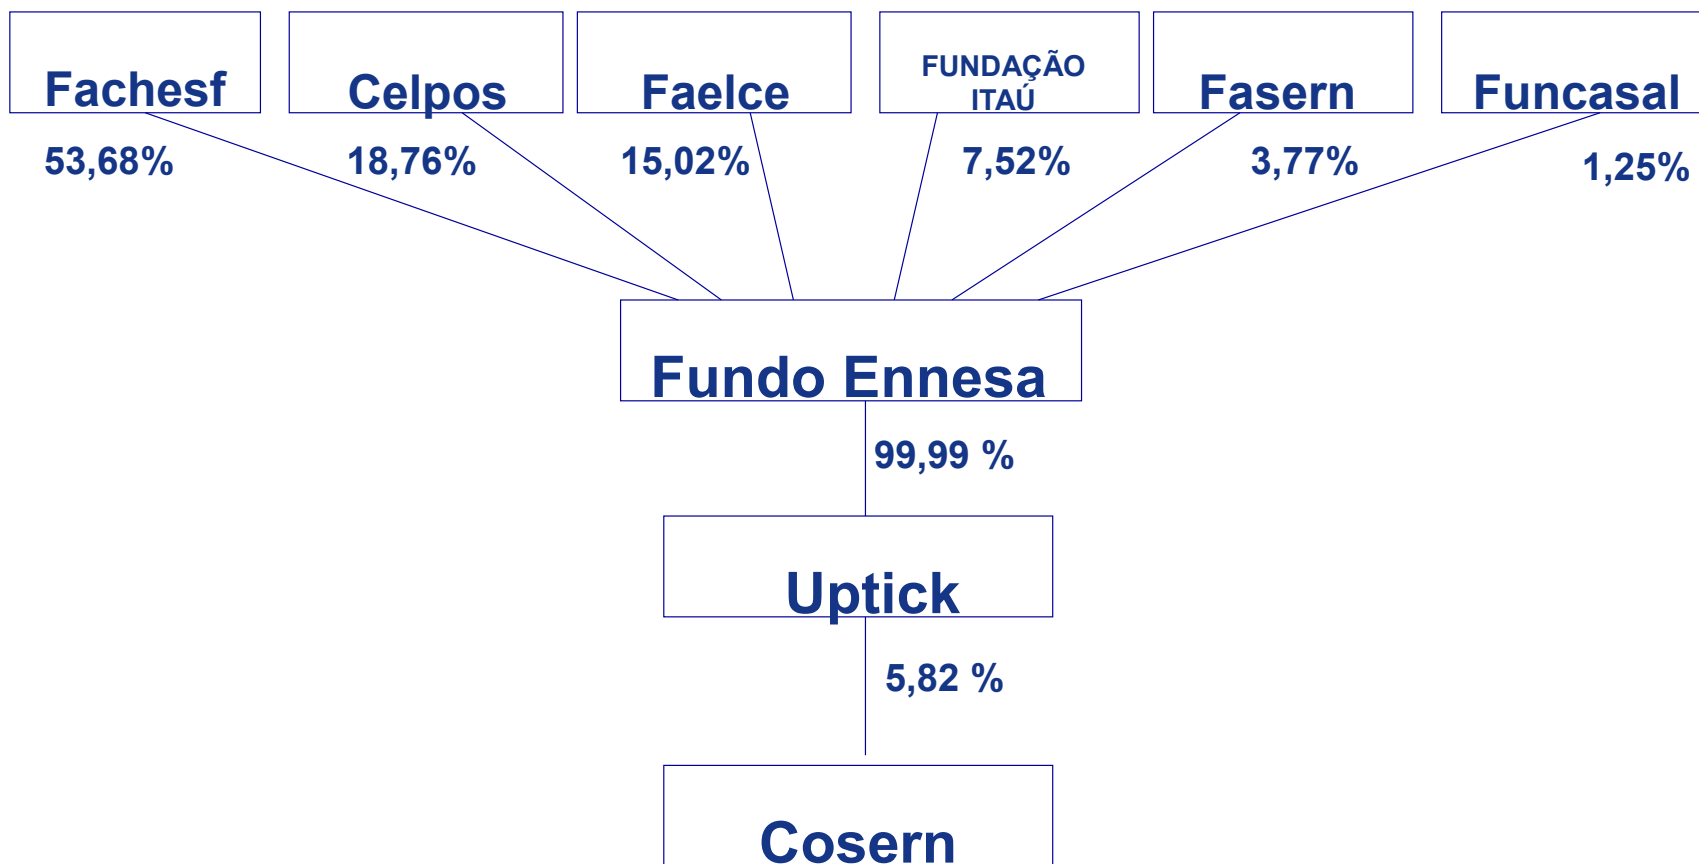 Fachesf
Celpos
Faelce
FUNDAÇÃO
ITAÚ
Fasern
Funcasal
53,68%
18,76%
15,02%
7,52%
3,77%
1,25%
Fundo Ennesa
99,99 %
Uptick
5,82 %
Cosern